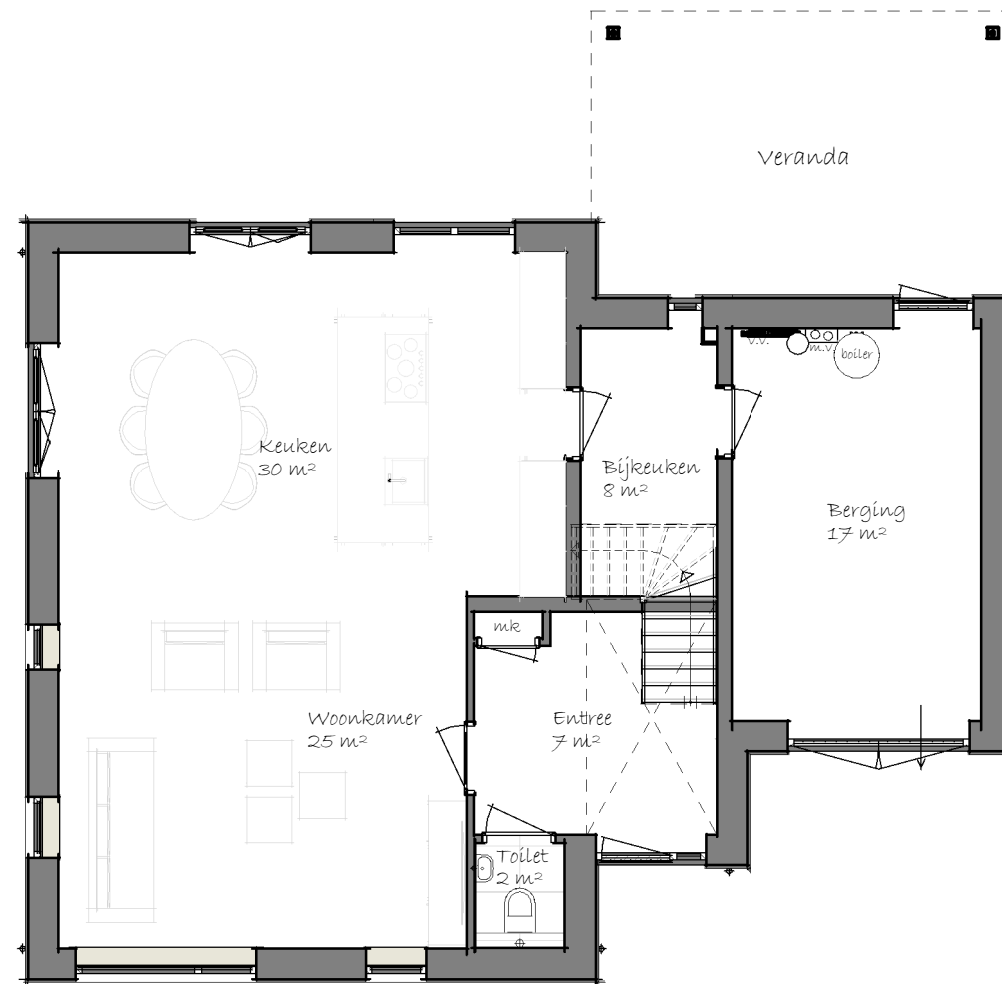 Veranda
v.v.
m.v.
boiler
Keuken
30 m²
Bijkeuken
8 m²
Berging
17 m²
mk
Woonkamer
25 m²
Entree
7 m²
Toilet
2 m²